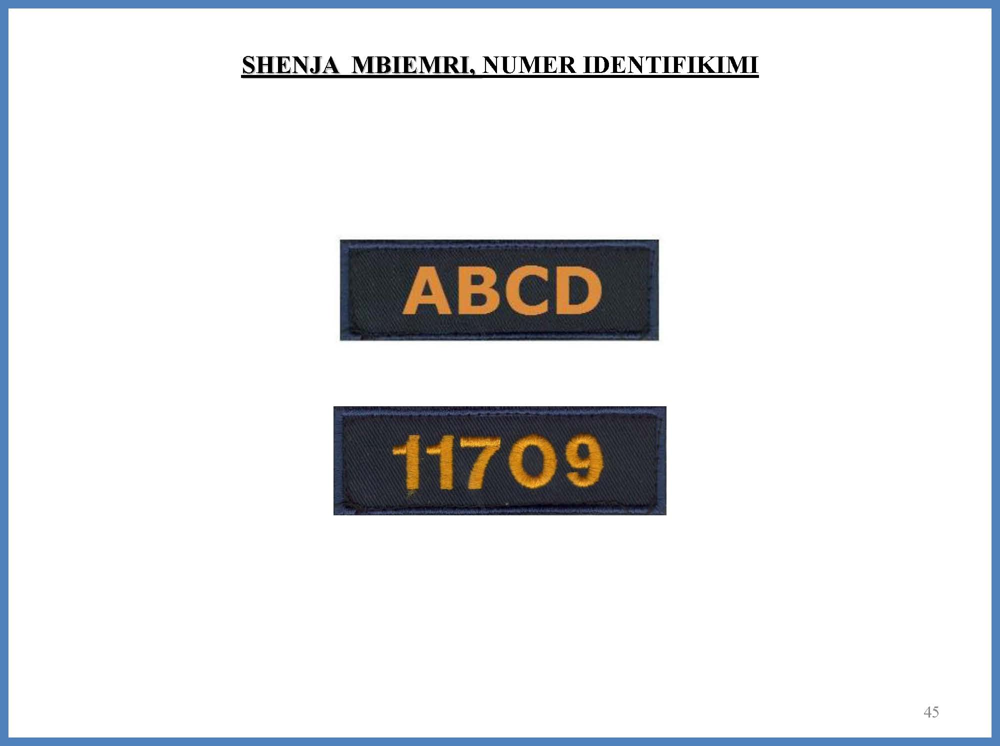 SHENJA MBIEMRI, NUMER IDENTIFIKIMI
ABCD
11709
45